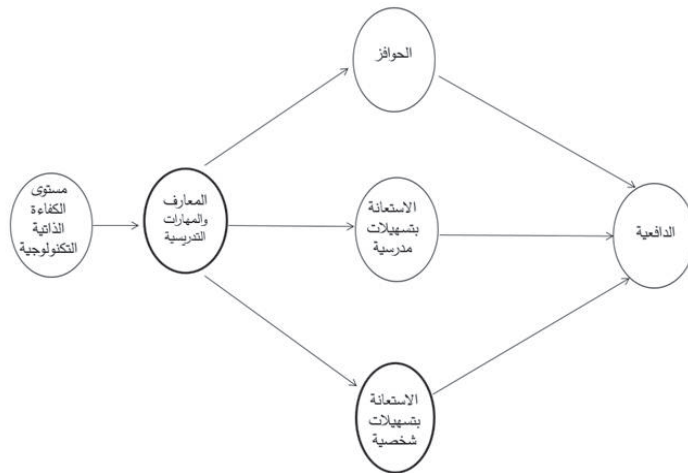 الحوافز
مستوى
الكفاءة
الذاتية
التكنولوجية
المعارف
والمهارات
التدريسية
الاستعانة
بتسهيلات
مدرسية
الدافعية
الاستعانة
بتسهيلات
شخصية